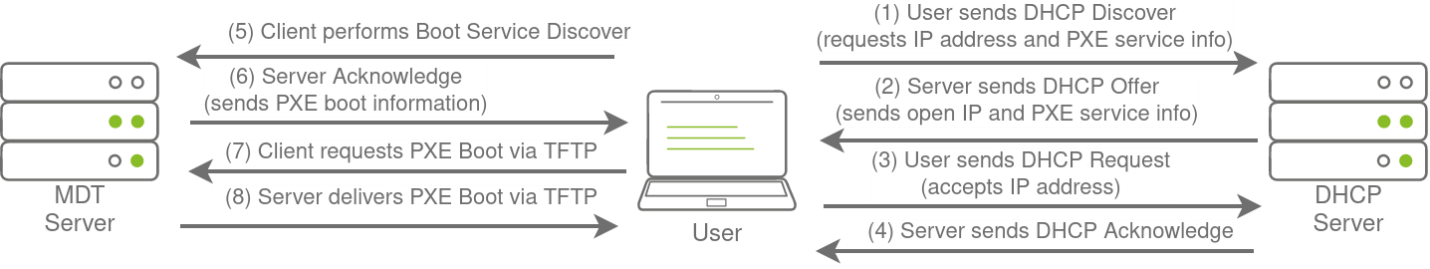 (1) User sends DHCP Discover
(requests IP address and PXE service info)
(2) Server sends DHCP Offer
(sends open IP and PXE service info)
(3) User sends DHCP Request
(accepts IP address)
(4) Server sends DHCP Acknowledge
(5) Client performs Boot Service Discover
(6) Server Acknowledge
(sends PXE boot information)
(7) Client requests PXE Boot via TFTP
(8) Server delivers PXE Boot via TFTP
MDT
Server
User
DHCP
Server